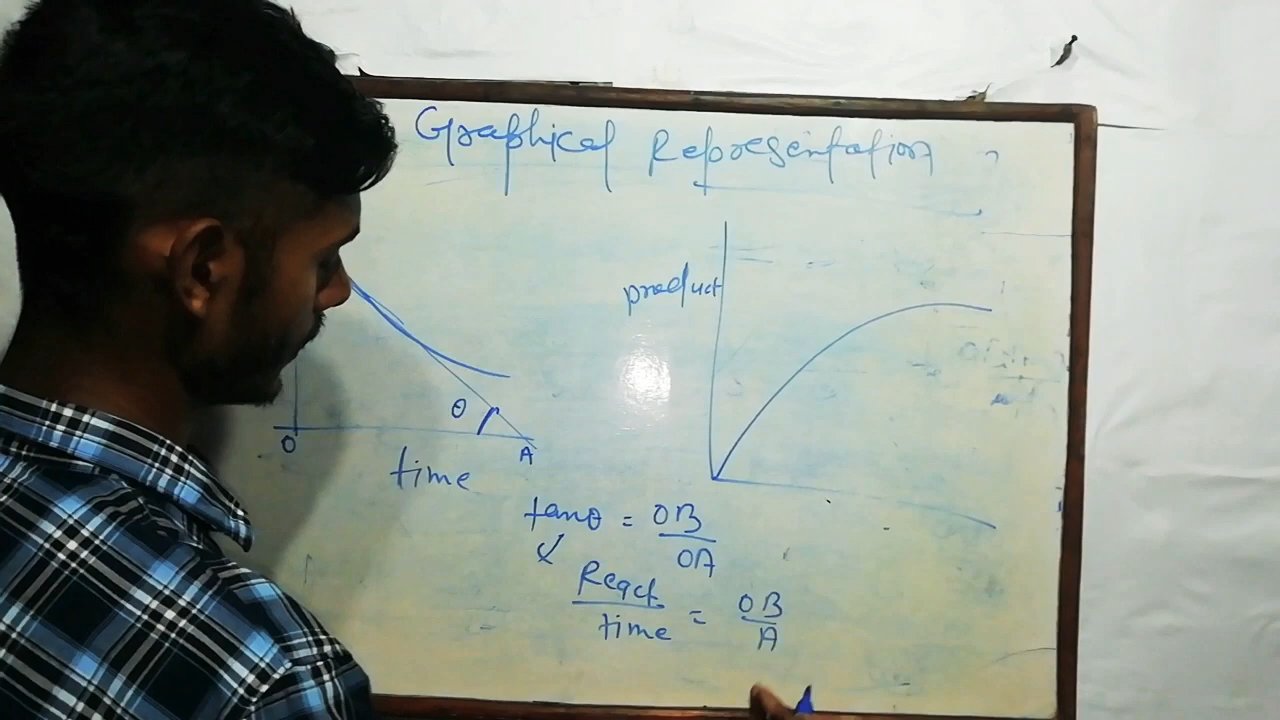 Graphical Representation
product
θ
O
A
time
tanθ = OB
OA
React
time
= OB
A